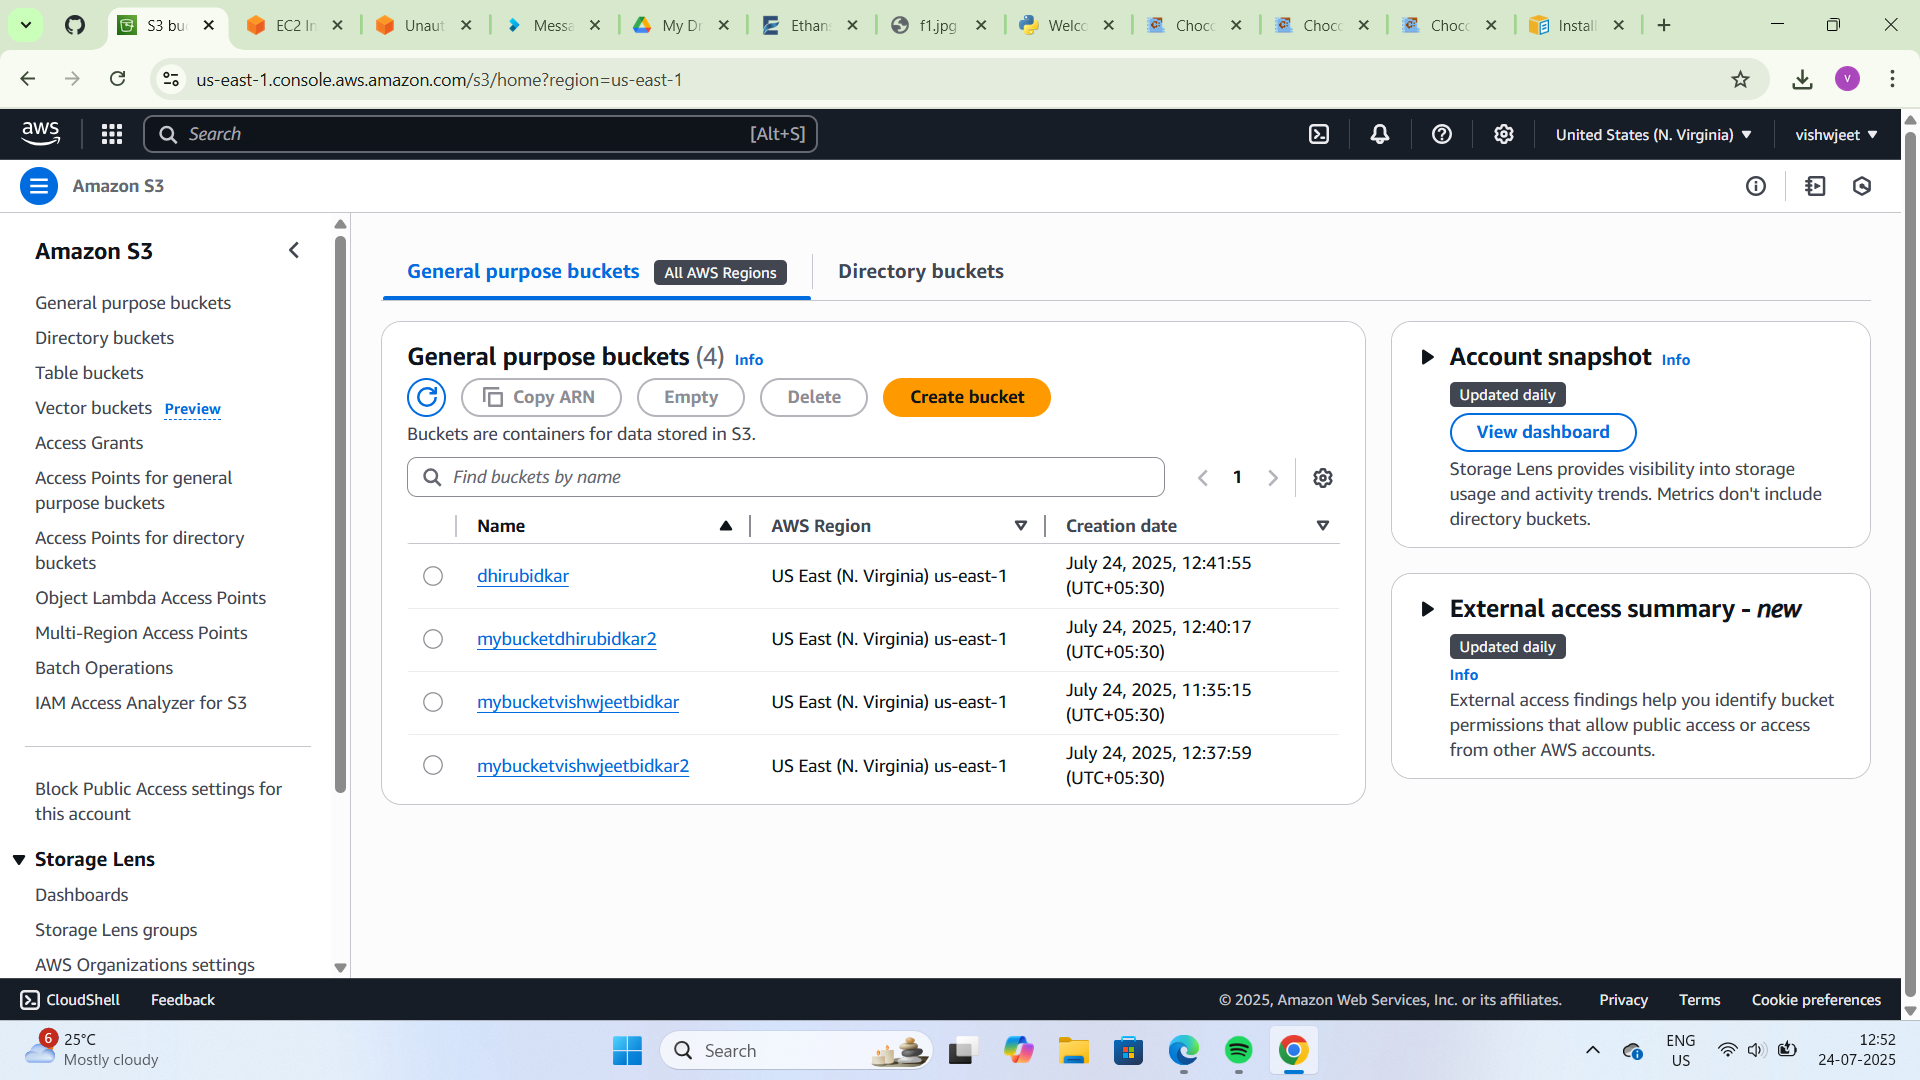 S3 buc
EC2 In
Unaut
Messa
My Dr
Ethans
f1.jpg
Welco
Choco
Choco
Choco
Install
us-east-1.console.aws.amazon.com/s3/home?region=us-east-1
V
aws
Search
[Alt+S]
United States (N. Virginia)
vishwjeet
Amazon S3
Amazon S3
General purpose buckets
Directory buckets
Table buckets
Vector buckets Preview
Access Grants
Access Points for general
purpose buckets
Access Points for directory
buckets
Object Lambda Access Points
Multi-Region Access Points
Batch Operations
IAM Access Analyzer for S3
Block Public Access settings for
this account
Storage Lens
Dashboards
Storage Lens groups
AWS Organizations settings
General purpose buckets All AWS Regions
Directory buckets
General purpose buckets (4) Info
Copy ARN
Empty
Delete
Create bucket
Buckets are containers for data stored in S3.
Find buckets by name
1
Name
AWS Region
Creation date
dhirubidkar
US East (N. Virginia) us-east-1
July 24, 2025, 12:41:55
(UTC+05:30)
mybucketdhirubidkar2
US East (N. Virginia) us-east-1
July 24, 2025, 12:40:17
(UTC+05:30)
mybucketvishwjeetbidkar
US East (N. Virginia) us-east-1
July 24, 2025, 11:35:15
(UTC+05:30)
mybucketvishwjeetbidkar2
US East (N. Virginia) us-east-1
July 24, 2025, 12:37:59
(UTC+05:30)
Account snapshot Info
Updated daily
View dashboard
Storage Lens provides visibility into storage
usage and activity trends. Metrics don't include
directory buckets.
External access summary - new
Updated daily
Info
External access findings help you identify bucket
permissions that allow public access or access
from other AWS accounts.
CloudShell
Feedback
© 2025, Amazon Web Services, Inc. or its affiliates.
Privacy
Terms
Cookie preferences
6
25°C
Mostly cloudy
Search
ENG
US
12:52
24-07-2025